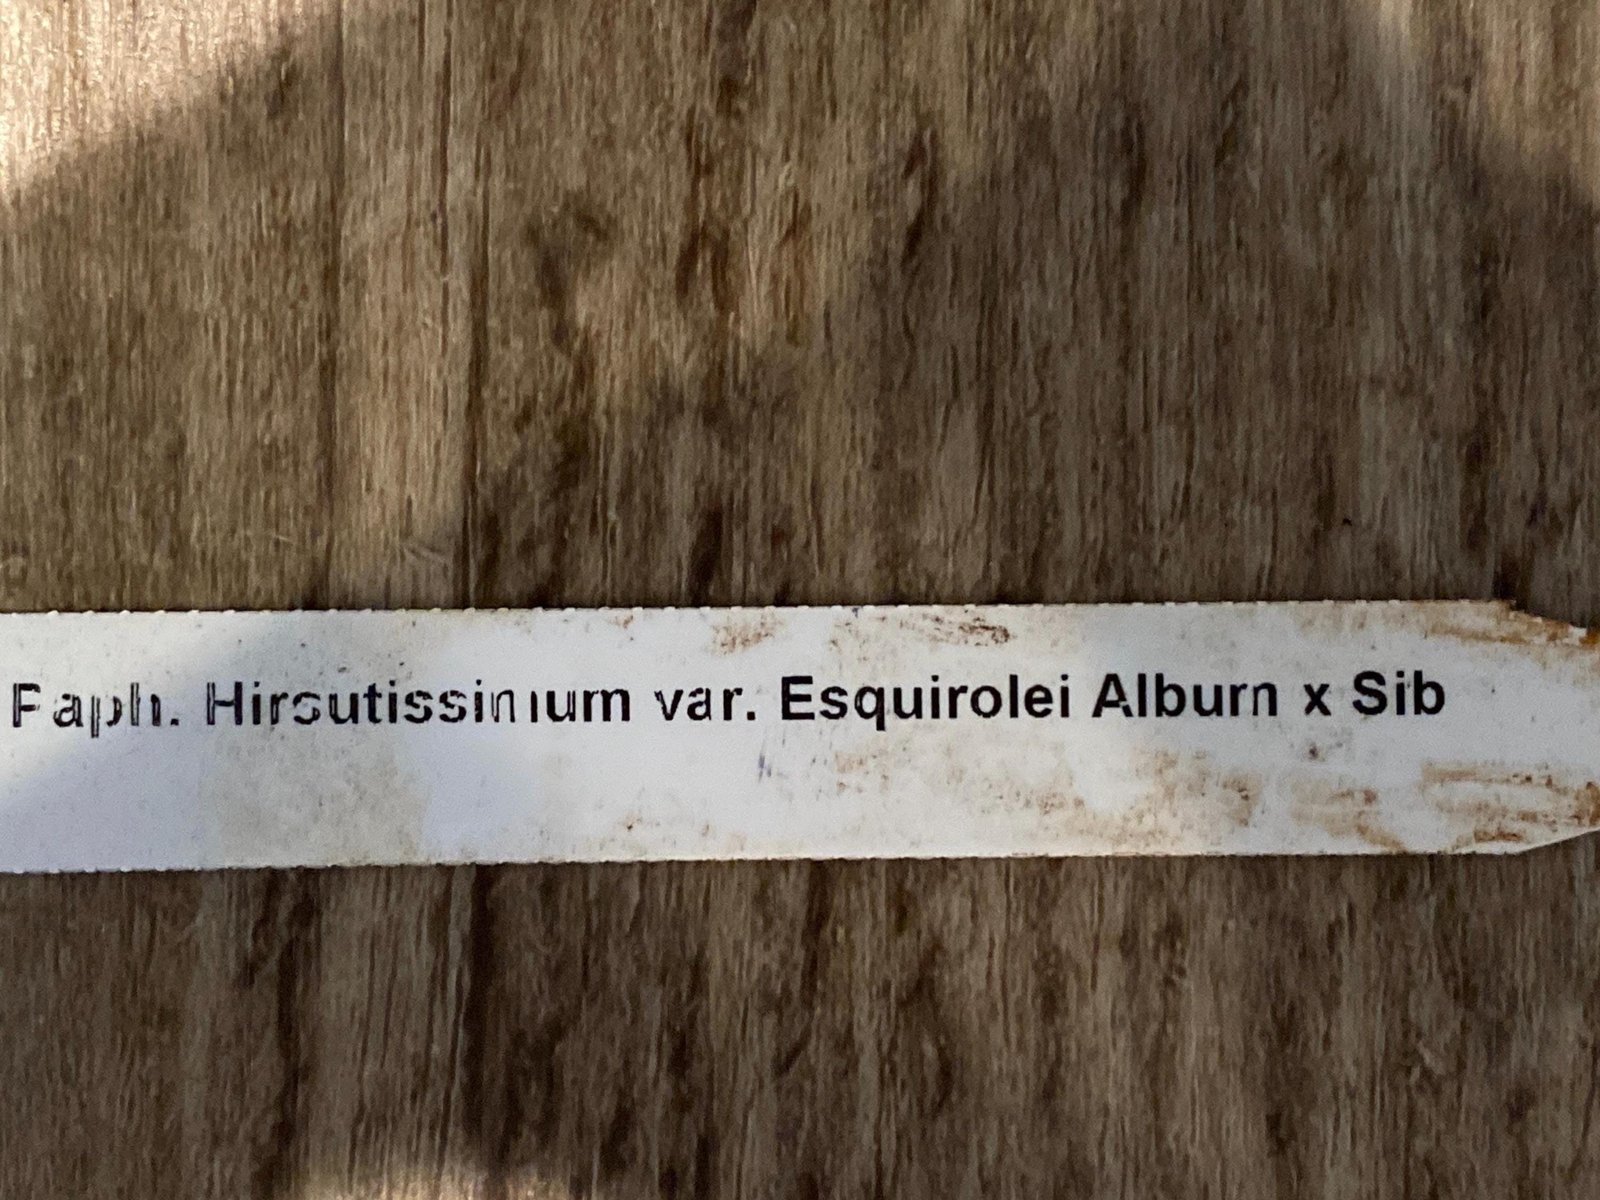 Paph. Hirsutissimum var. Esquirolei Album x Sib